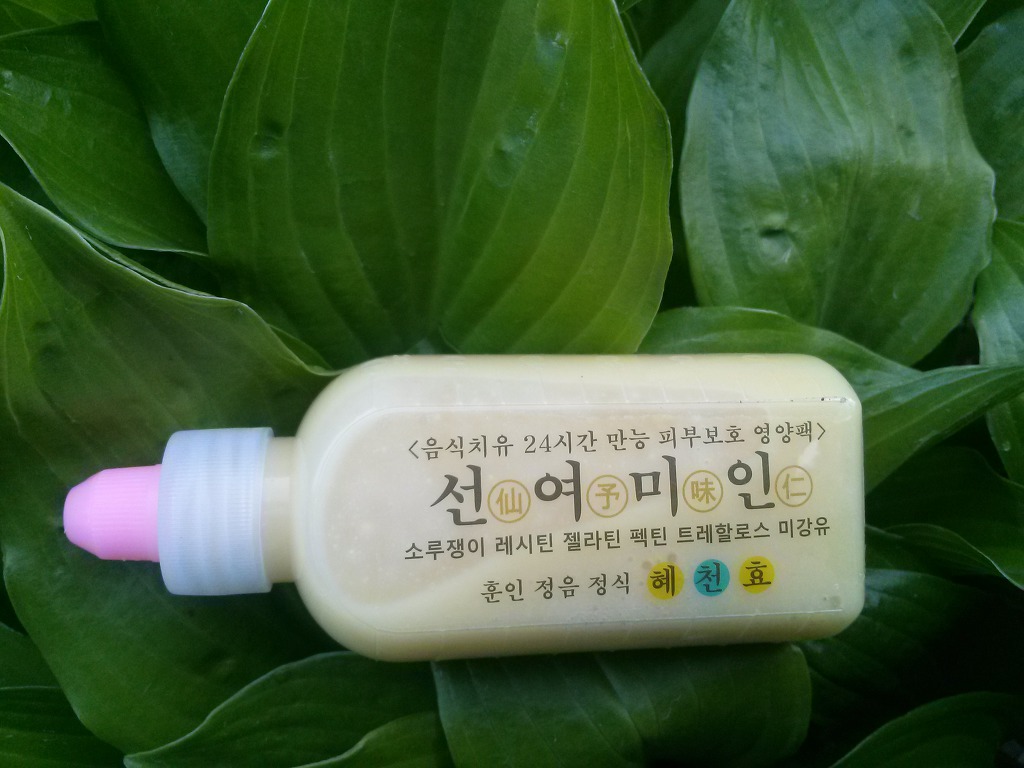 <음식치유 24시간 만능 피부보호 영양팩>
선仙여予미味인仁
소루쟁이 레시틴 젤라틴 펙틴 트레할로스 미강유
훈인 정음 정식 혜 천 효